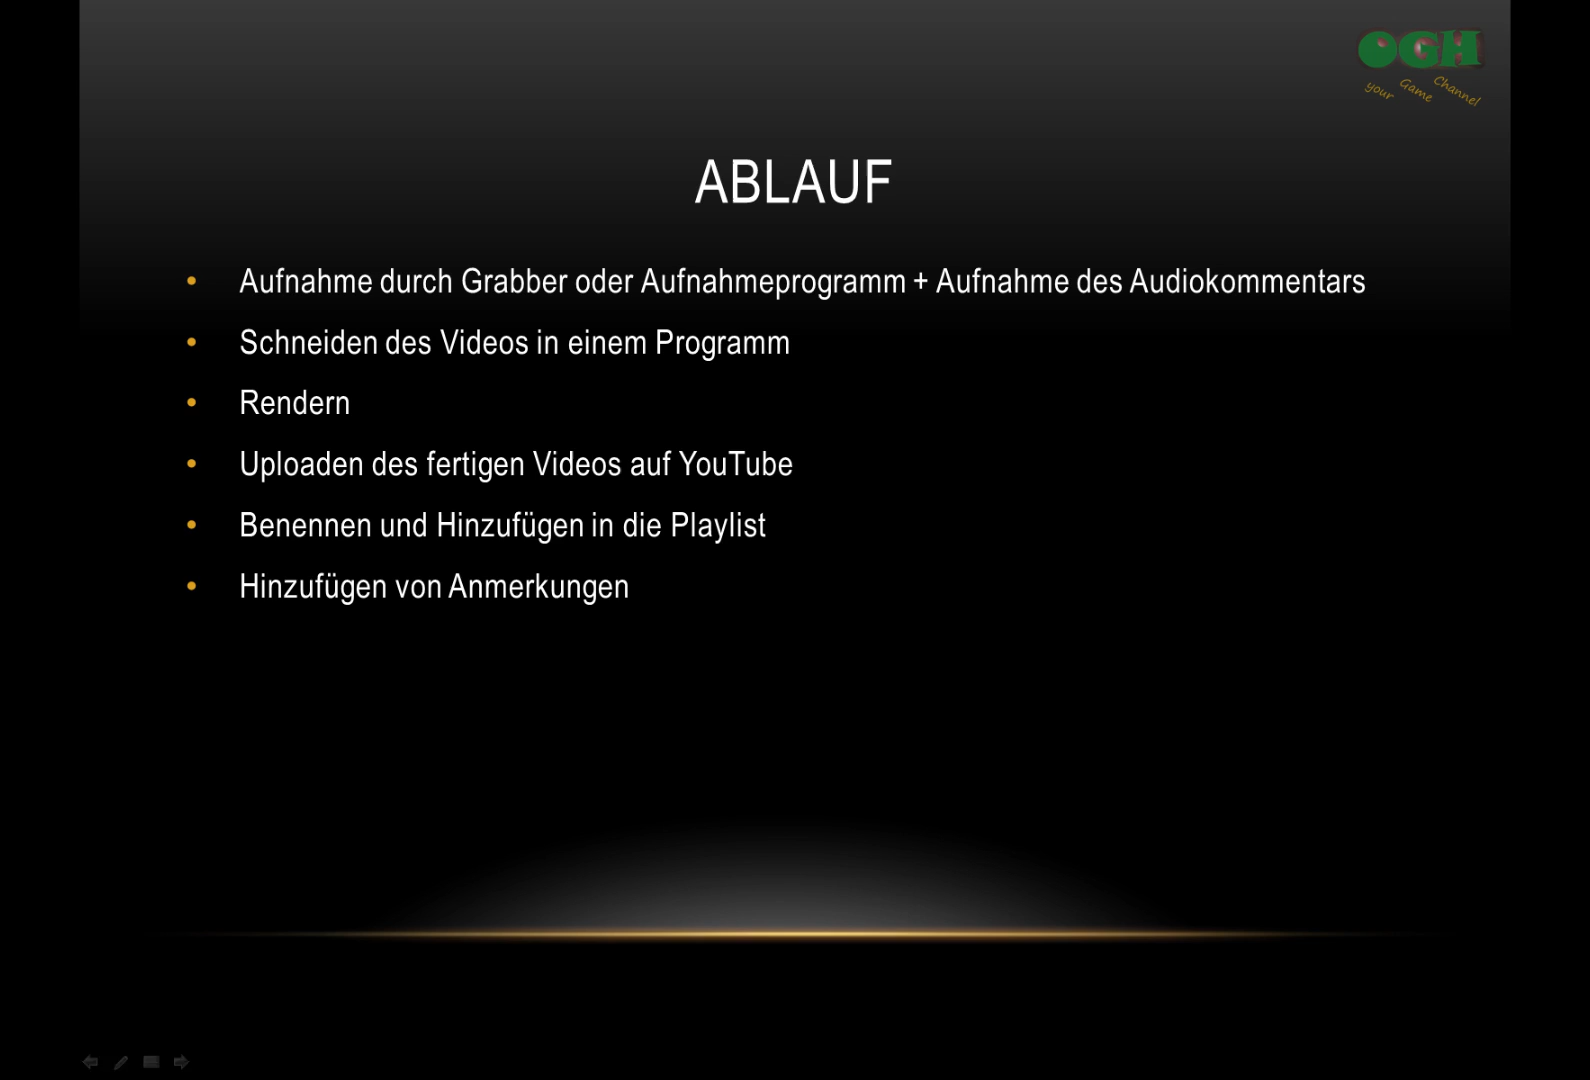 OGH
your Game Channel
ABLAUF
• Aufnahme durch Grabber oder Aufnahmeprogramm + Aufnahme des Audiokommentars
• Schneiden des Videos in einem Programm
• Rendern
• Uploaden des fertigen Videos auf YouTube
• Benennen und Hinzufügen in die Playlist
• Hinzufügen von Anmerkungen